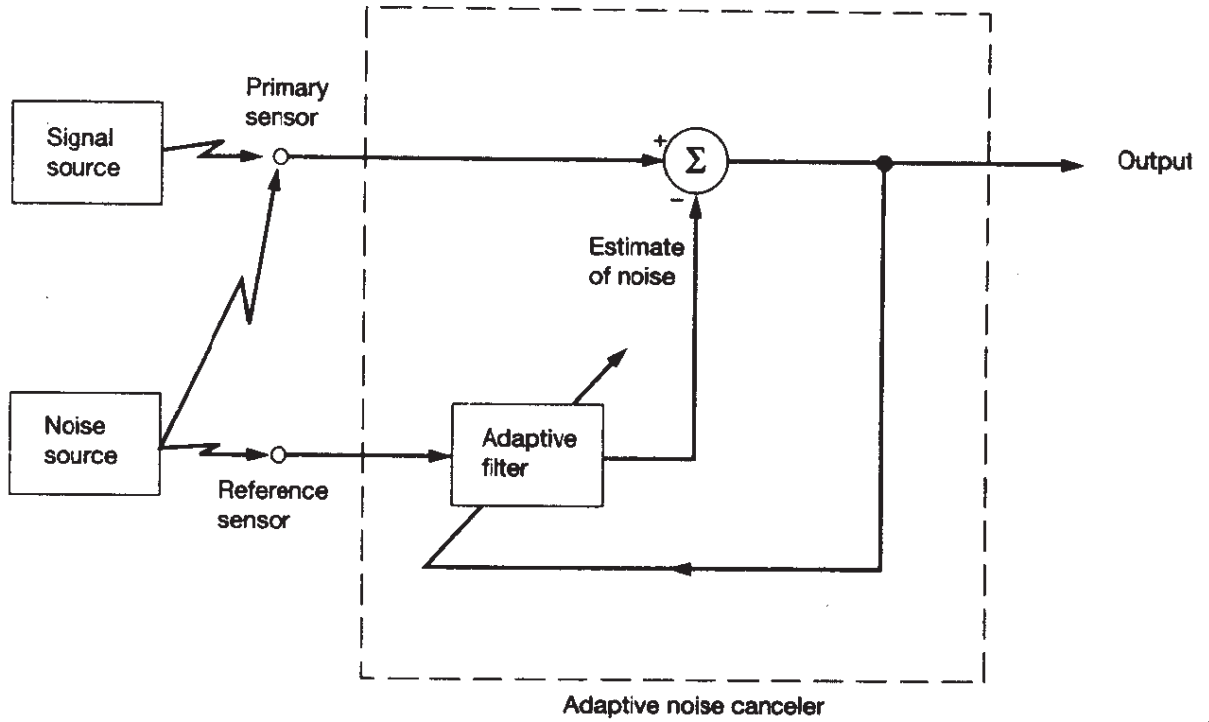 Primary
sensor
Signal
source
+
Σ
−
Output
Estimate
of noise
Noise
source
Adaptive
filter
Reference
sensor
Adaptive noise canceler